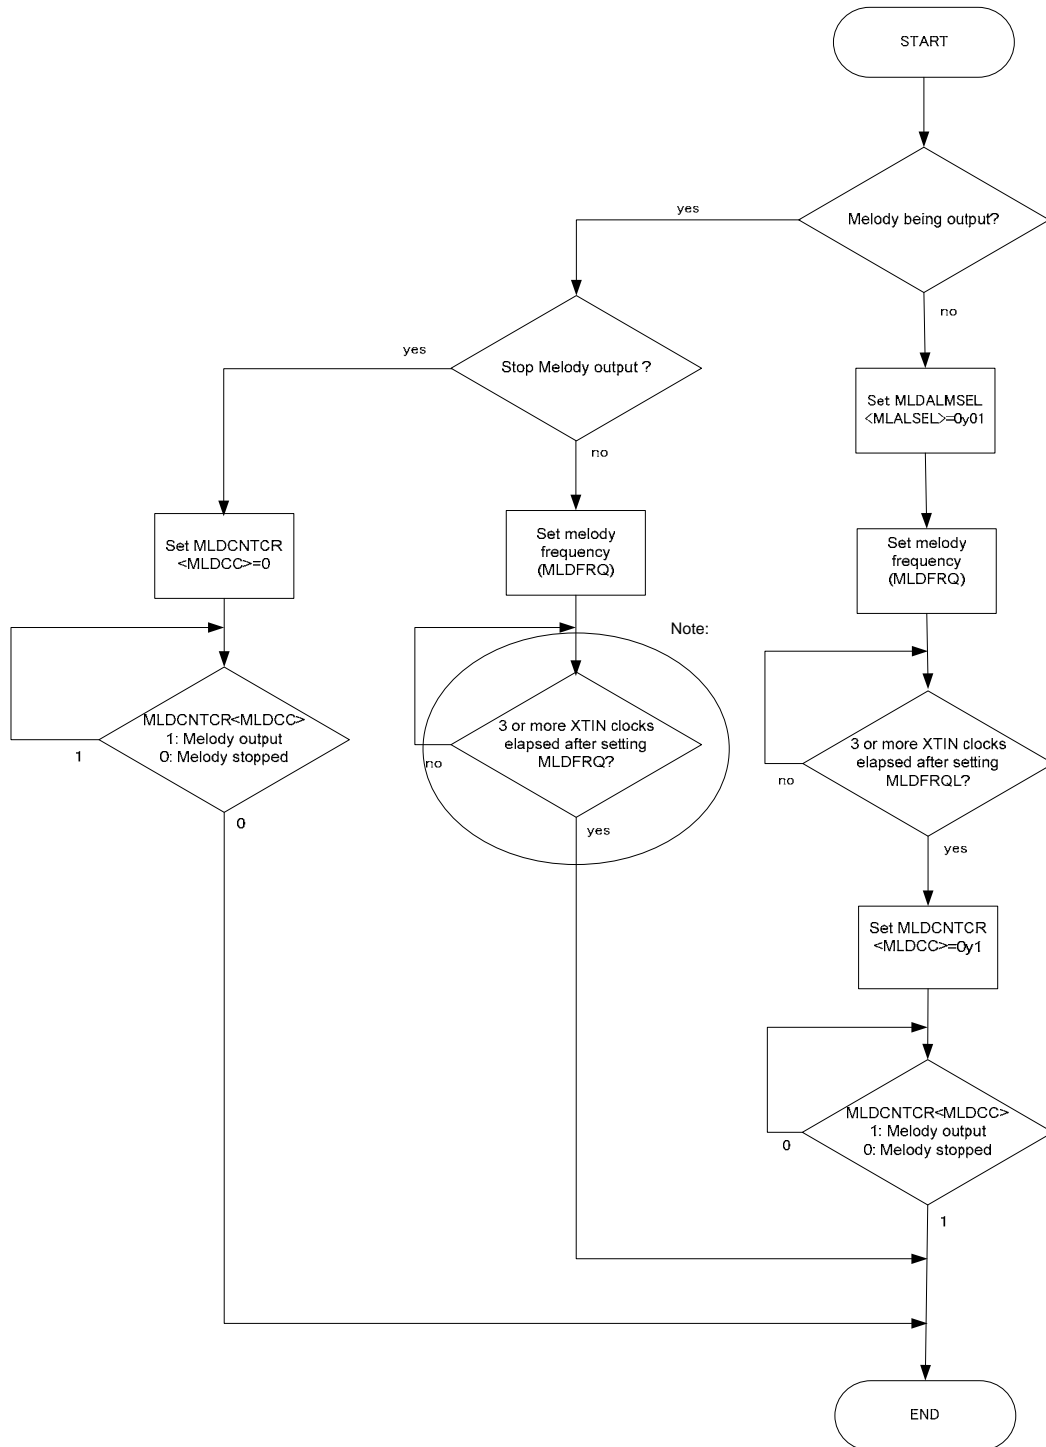 START
Melody being output?
yes
no
Stop Melody output ?
yes
no
Set MLDALMSEL
<MLALSEL>=0y01
Set MLDCNTCR
<MLDCC>=0
Set melody
frequency
(MLDFRQ)
Set melody
frequency
(MLDFRQ)
Note:
MLDCNTCR<MLDCC>
1: Melody output
0: Melody stopped
1
0
3 or more XTIN clocks
elapsed after setting
MLDFRQ?
no
yes
3 or more XTIN clocks
elapsed after setting
MLDFRQL?
no
yes
Set MLDCNTCR
<MLDCC>=0y1
MLDCNTCR<MLDCC>
1: Melody output
0: Melody stopped
0
1
END